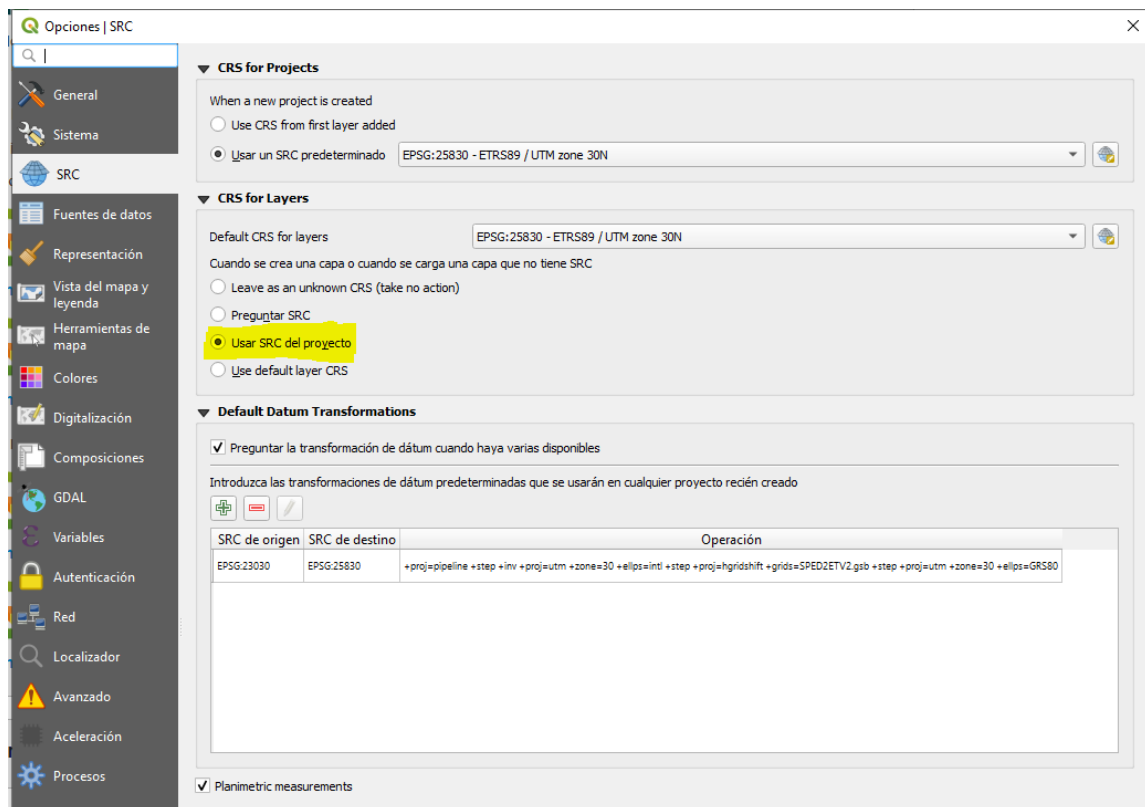 Opciones | SRC
General
Sistema
SRC
Fuentes de datos
Representación
Vista del mapa y
leyenda
Herramientas de
mapa
Colores
Digitalización
Composiciones
GDAL
Variables
Autenticación
Red
Localizador
Avanzado
Aceleración
Procesos
CRS for Projects
When a new project is created
Use CRS from first layer added
Usar un SRC predeterminado EPSG:25830 - ETRS89 / UTM zone 30N
CRS for Layers
Default CRS for layers EPSG:25830 - ETRS89 / UTM zone 30N
Cuando se crea una capa o cuando se carga una capa que no tiene SRC
Leave as an unknown CRS (take no action)
Preguntar SRC
Usar SRC del proyecto
Use default layer CRS
Default Datum Transformations
Preguntar la transformación de dátum cuando haya varias disponibles
Introduzca las transformaciones de dátum predeterminadas que se usarán en cualquier proyecto recién creado
SRC de origen SRC de destino Operación
EPSG:23030 EPSG:25830 +proj=pipeline +step +inv +proj=utm +zone=30 +ellps=intl +step +proj=hgridshift +grids=SPED2ETV2.gsb +step +proj=utm +zone=30 +ellps=GRS80
Planimetric measurements